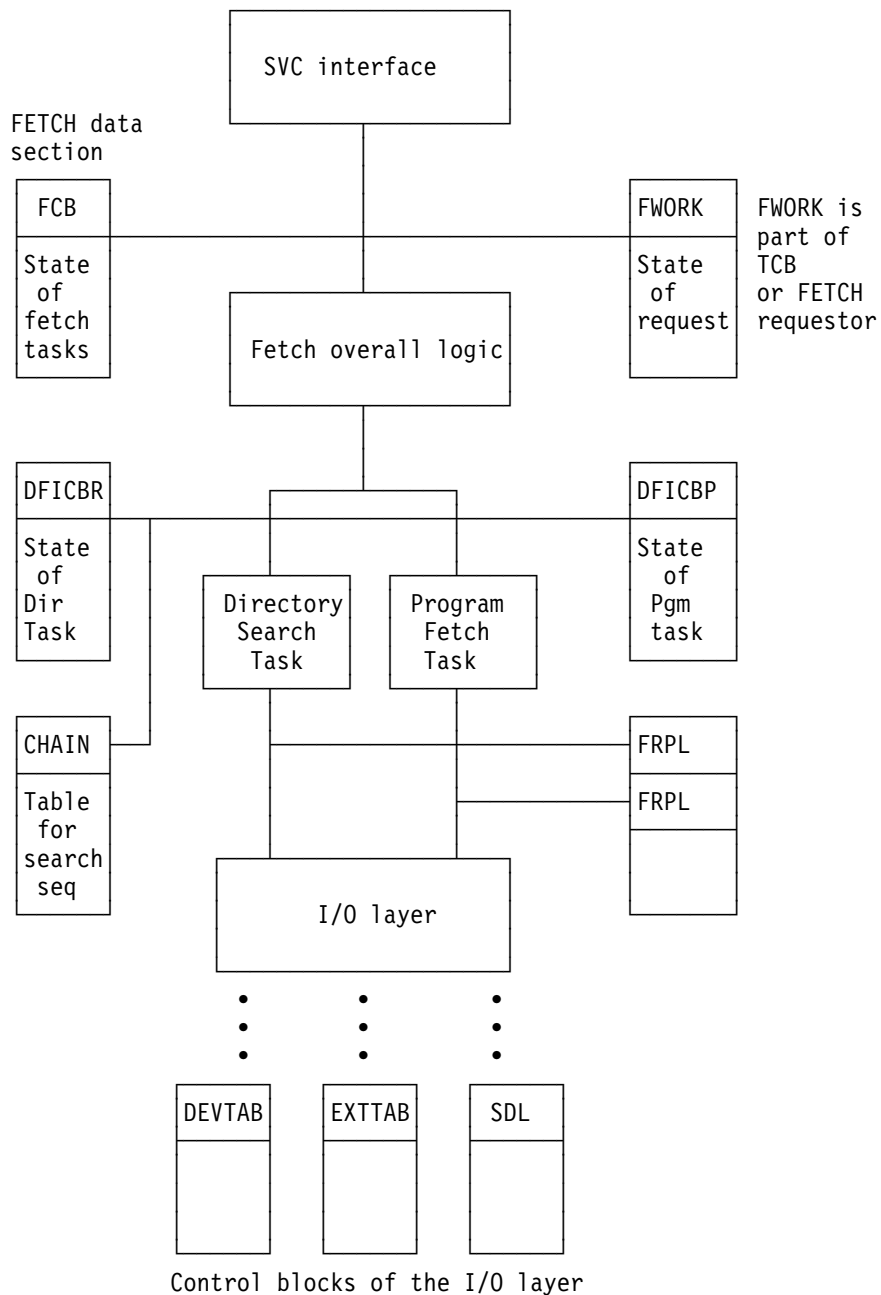 SVC interface
FETCH data
section
FCB
State
of
fetch
tasks
FWORK
State
of
request
FWORK is
part of
TCB
or FETCH
requestor
Fetch overall logic
DFICBR
State
of
Dir
Task
DFICBP
State
of
Pgm
task
Directory
Search
Task
Program
Fetch
Task
CHAIN
Table
for
search
seq
FRPL
FRPL
I/O layer
DEVTAB
EXTTAB
SDL
Control blocks of the I/O layer